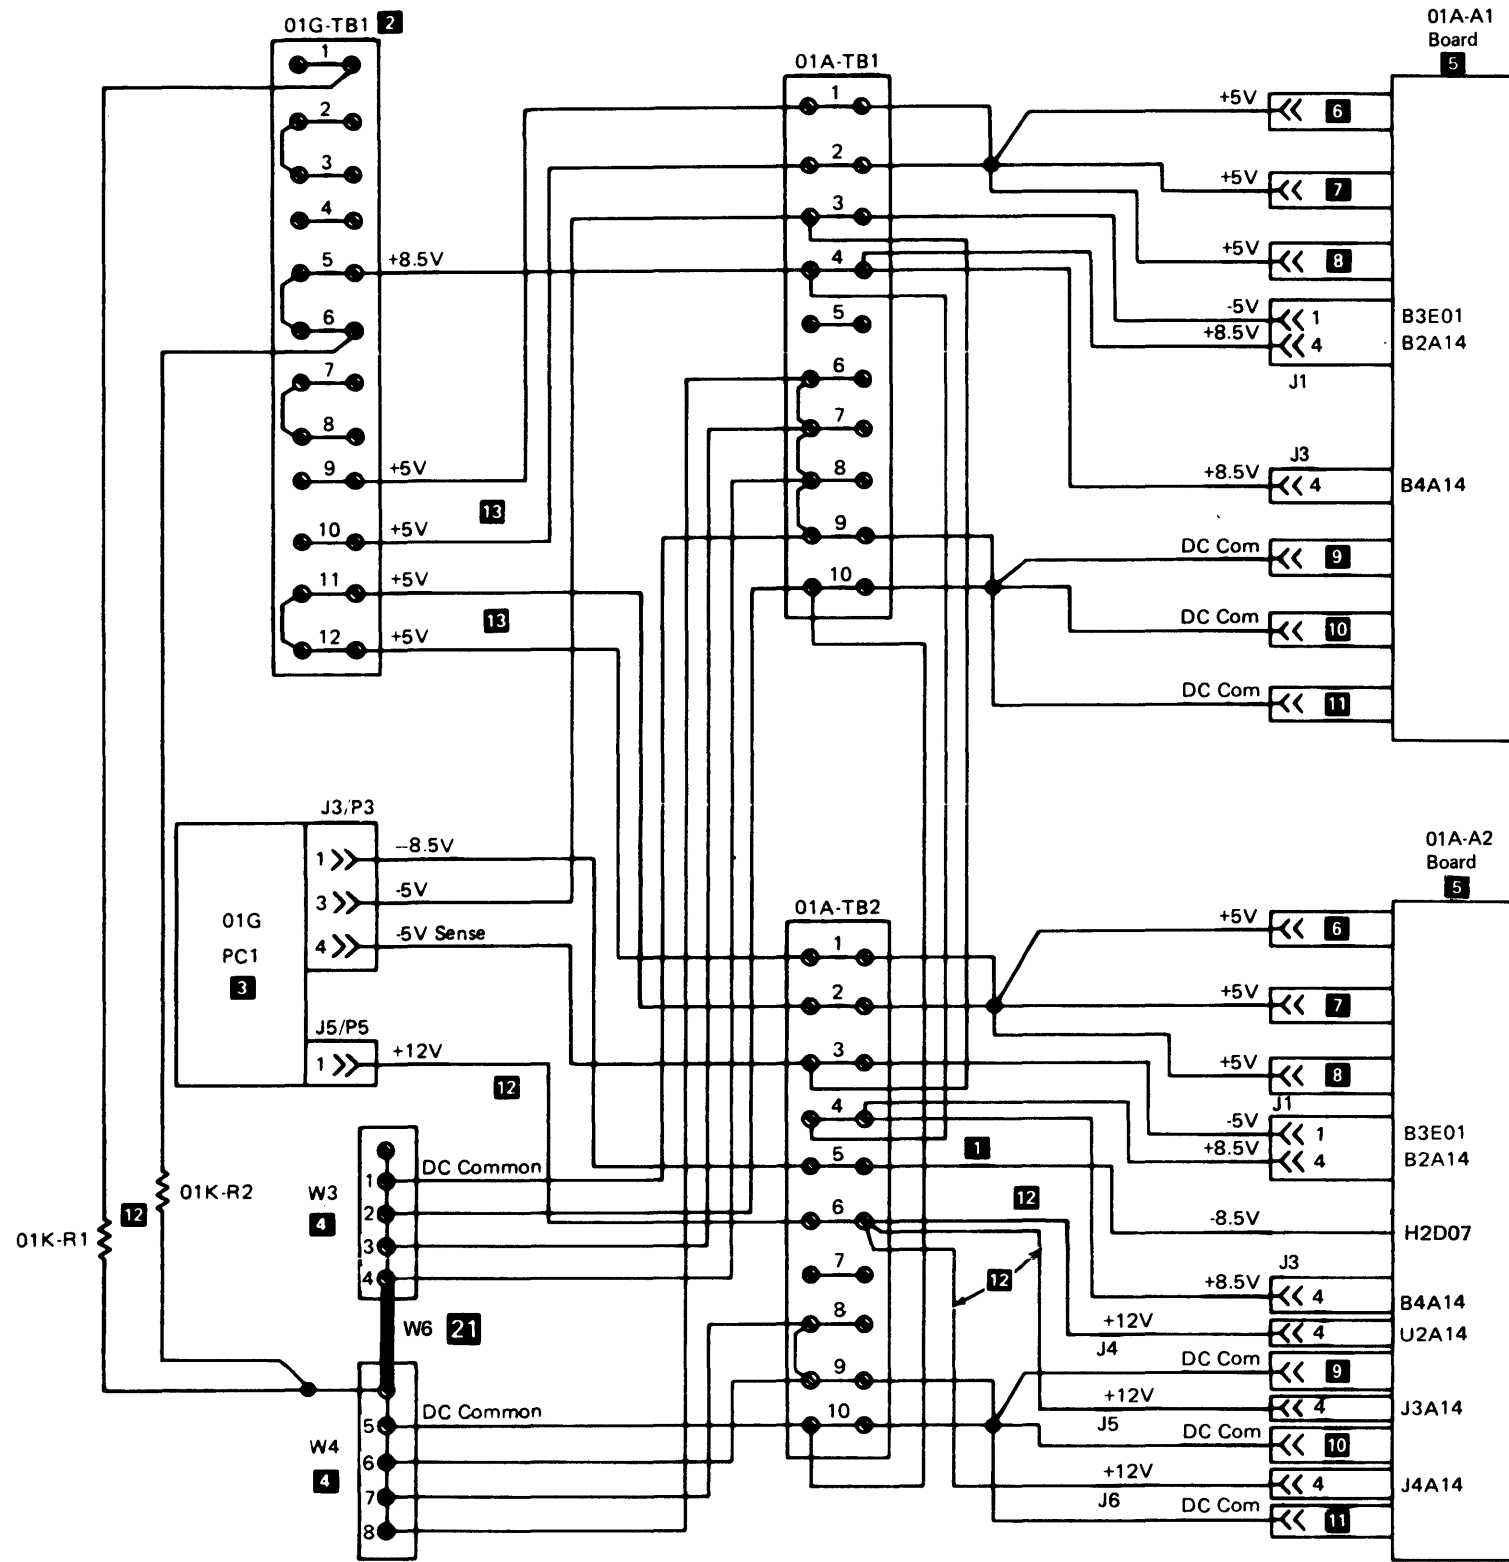 01G-TB1 2
1
2
3
4
5 +8.5V
6
7
8
9 +5V
13
10 +5V
11 +5V
13
12 +5V
01A-TB1
1
2
3
4
5
6
7
8
9
10
01A-A1
Board
5
+5V 6
+5V 7
+5V 8
-5V 1 B3E01
+8.5V 4 B2A14
J1
J3
+8.5V 4 B4A14
DC Com 9
DC Com 10
DC Com 11
J3/P3
1 --8.5V
3 -5V
4 -5V Sense
01G
PC1
3
J5/P5
1 +12V
12
01K-R2
12
01K-R1
W3
4
1 DC Common
2
3
4
W6 21
W4
4
5 DC Common
6
7
8
01A-TB2
1
2
3
4
5
6
7
8
9
10
1
12
12
01A-A2
Board
5
+5V 6
+5V 7
+5V 8
J1
-5V 1 B3E01
+8.5V 4 B2A14
-8.5V H2D07
J3
+8.5V 4 B4A14
+12V 4 U2A14
J4
DC Com 9
+12V 4 J3A14
J5
DC Com 10
+12V 4 J4A14
J6
DC Com 11